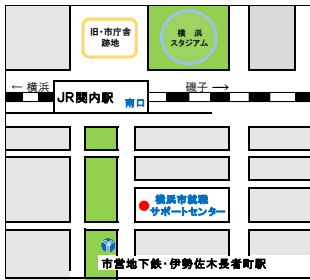 旧・市庁舎
跡地
横浜
スタジアム
← 横浜
磯子 →
JR関内駅
南口
横浜市就職
サポートセンター
市営地下鉄・伊勢佐木長者町駅